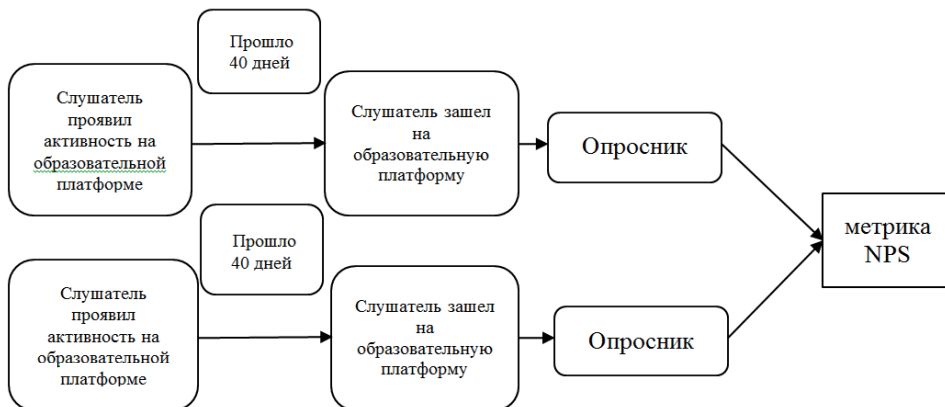 Прошло
40 дней
Слушатель
проявил
активность на
образовательной
платформе
Слушатель зашел
на
образовательную
платформу
Опросник
метрика
NPS
Прошло
40 дней
Слушатель
проявил
активность на
образовательной
платформе
Слушатель зашел
на
образовательную
платформу
Опросник